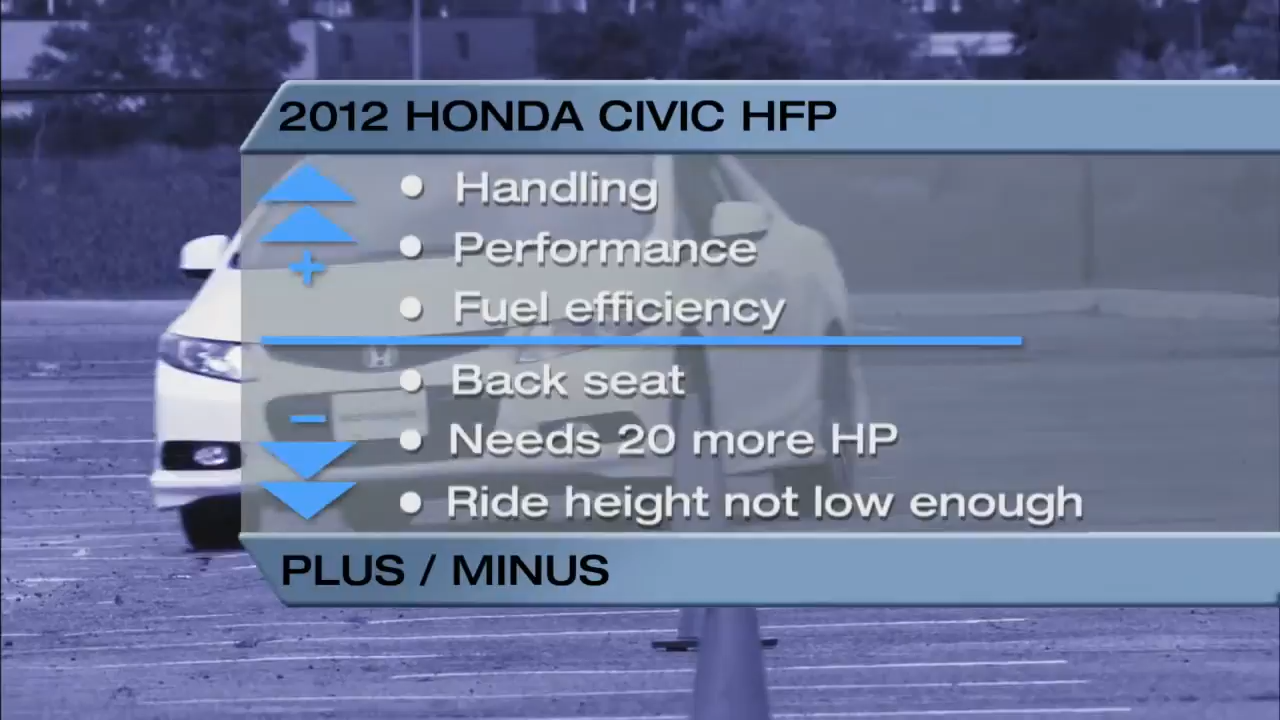 2012 HONDA CIVIC HFP
• Handling
• Performance
+
• Fuel efficiency
• Back seat
–
• Needs 20 more HP
• Ride height not low enough
PLUS / MINUS